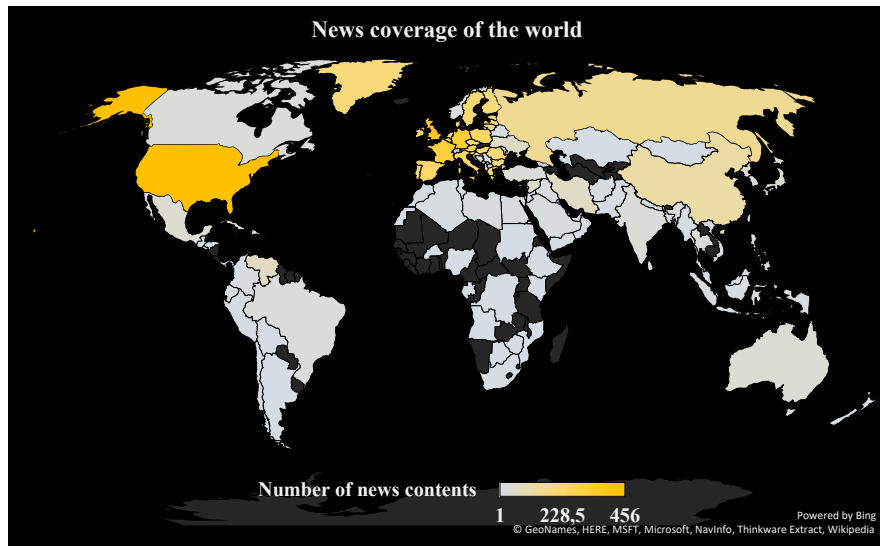 News coverage of the world
Number of news contents
1 228,5 456
Powered by Bing
© GeoNames, HERE, MSFT, Microsoft, NavInfo, Thinkware Extract, Wikipedia